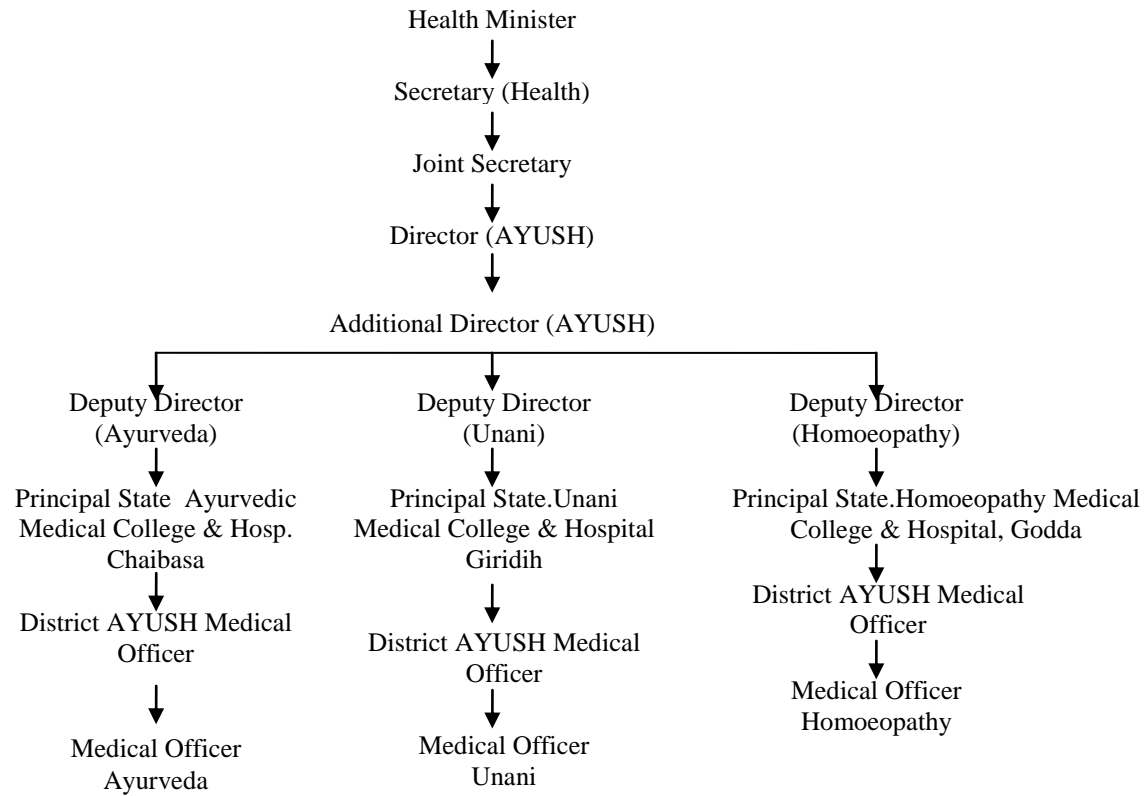 Health Minister
Secretary (Health)
Joint Secretary
Director (AYUSH)
Additional Director (AYUSH)
Deputy Director
(Ayurveda)
Principal State  Ayurvedic
Medical College & Hosp.
Chaibasa
District AYUSH Medical
Officer
Medical Officer
Ayurveda
Deputy Director
(Unani)
Principal State.Unani
Medical College & Hospital
Giridih
District AYUSH Medical
Officer
Medical Officer
Unani
Deputy Director
(Homoeopathy)
Principal State.Homoeopathy Medical
College & Hospital, Godda
District AYUSH Medical
Officer
Medical Officer
Homoeopathy